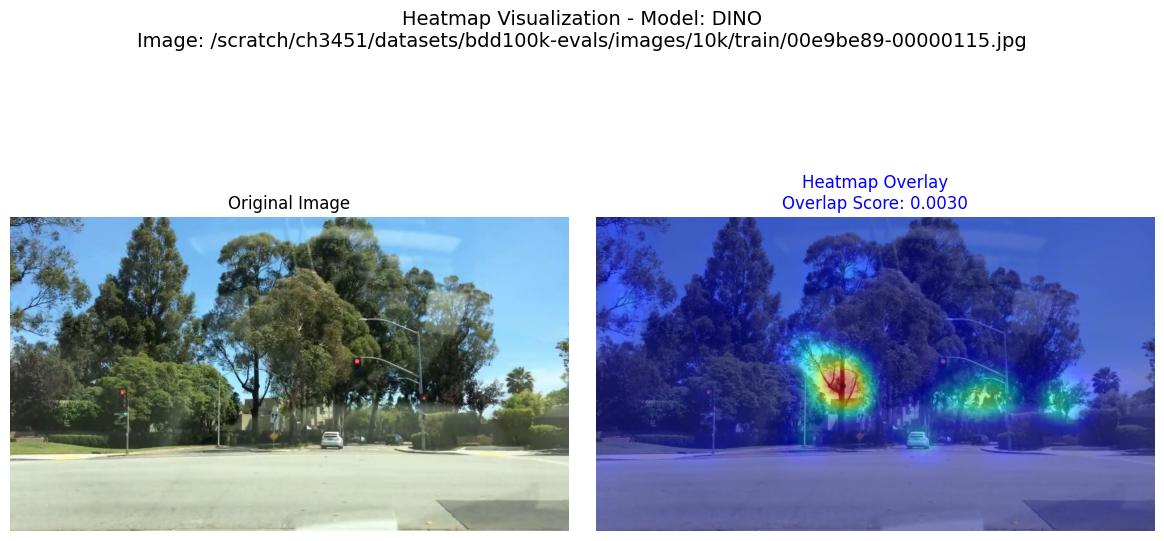 Heatmap Visualization - Model: DINO
Image: /scratch/ch3451/datasets/bdd100k-evals/images/10k/train/00e9be89-00000115.jpg
Original Image
Heatmap Overlay
Overlap Score: 0.0030